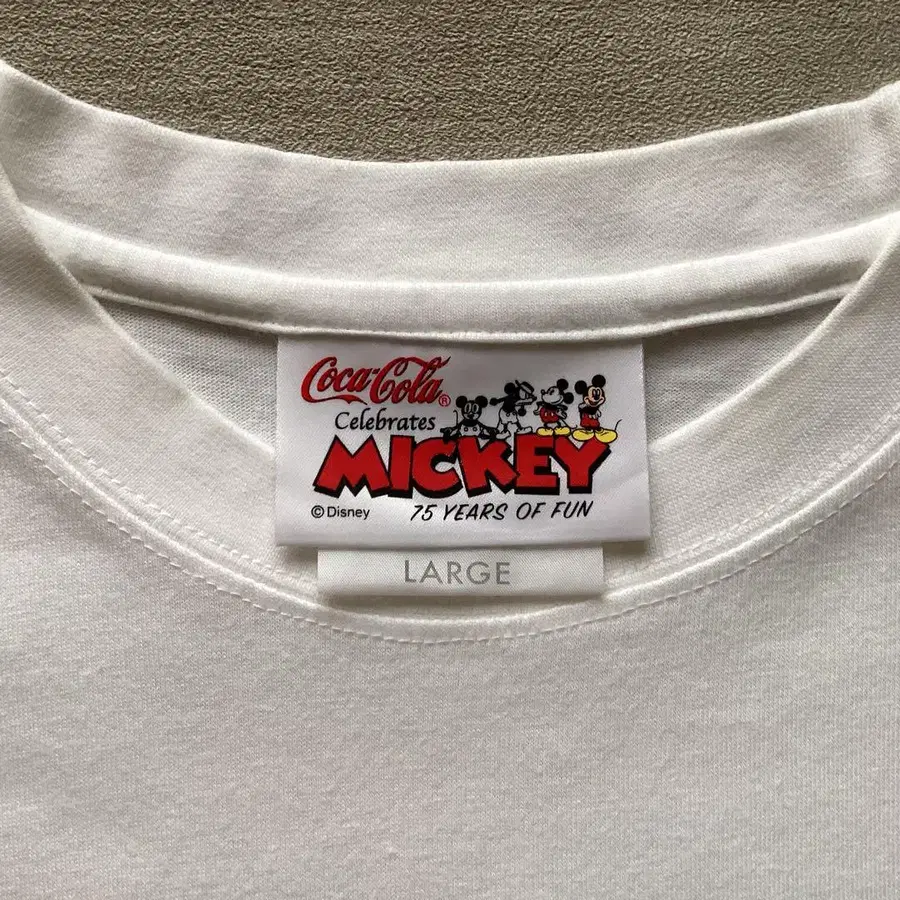 Coca-Cola®
Celebrates
MICKEY
©Disney 75 YEARS OF FUN
LARGE